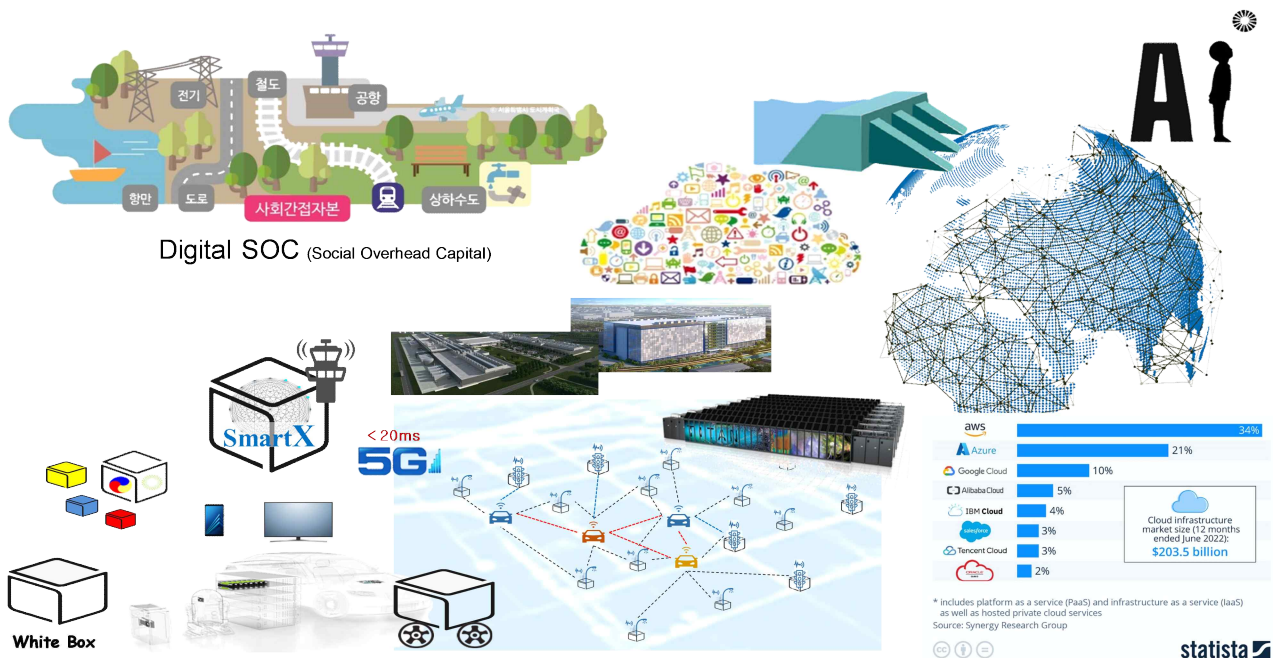 전기
철도
공항
항만
도로
사회간접자본
상하수도
Digital SOC (Social Overhead Capital)
AI
SmartX
< 20ms
5G
White Box
aws
34%
Azure
21%
Google Cloud
10%
Alibaba Cloud
5%
IBM Cloud
4%
salesforce
3%
Tencent Cloud
3%
ORACLE
2%
Cloud infrastructure
market size (12 months
ended June 2022):
$203.5 billion
* includes platform as a service (PaaS) and infrastructure as a service (IaaS)
as well as hosted private cloud services
Source: Synergy Research Group
cc
statista